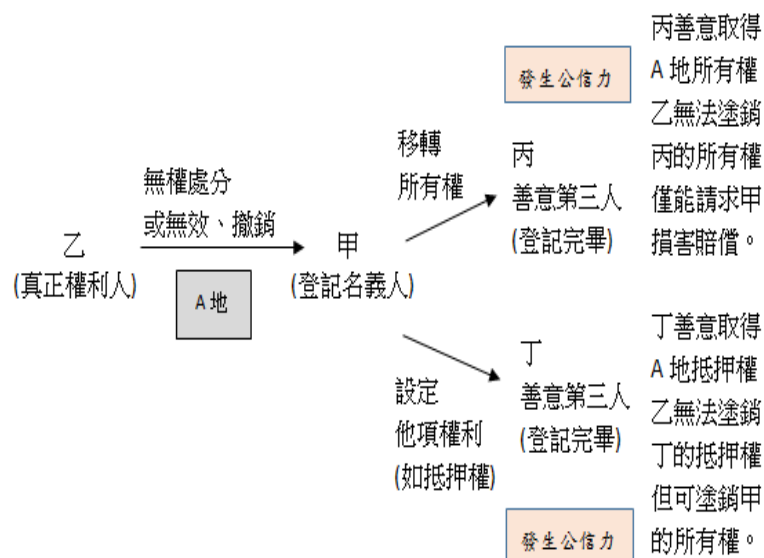 無權處分
或無效、撤銷
乙
(真正權利人)
A 地
甲
(登記名義人)
移轉
所有權
發生公信力
丙
善意第三人
(登記完畢)
丙善意取得
A 地所有權
乙無法塗銷
丙的所有權
僅能請求甲
損害賠償。
設定
他項權利
(如抵押權)
丁
善意第三人
(登記完畢)
發生公信力
丁善意取得
A 地抵押權
乙無法塗銷
丁的抵押權
但可塗銷甲
的所有權。